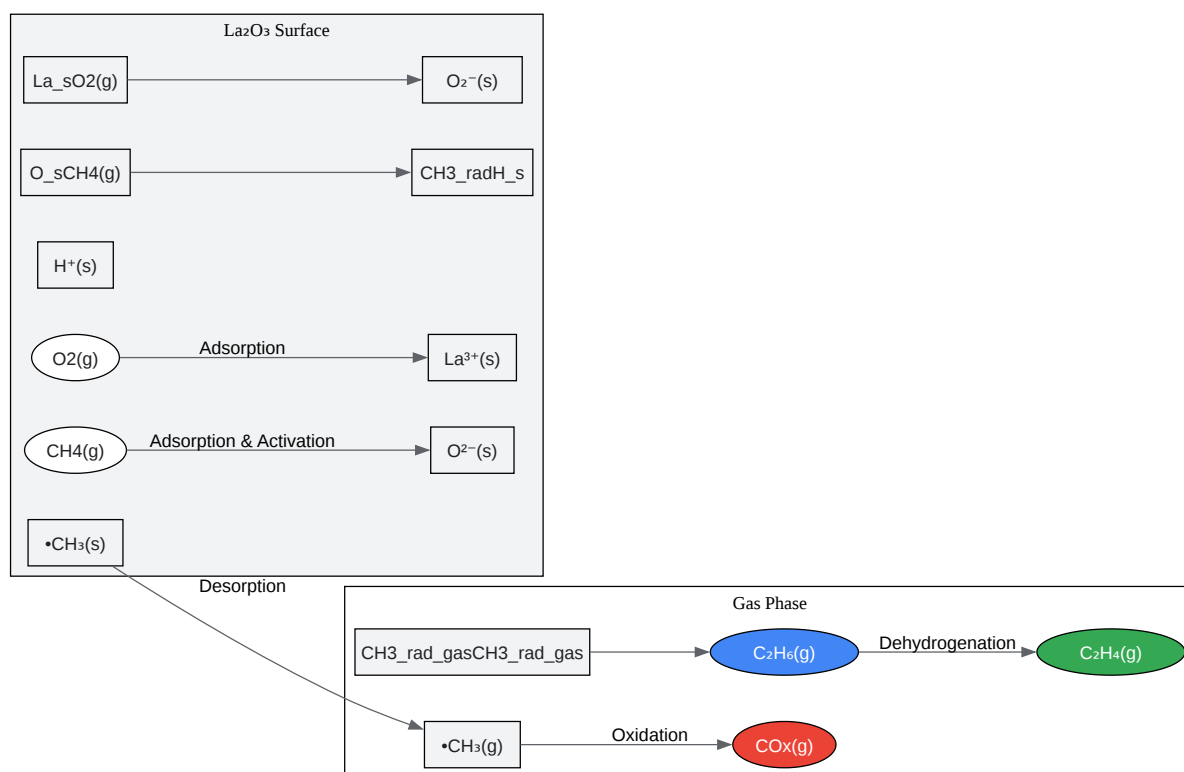 La₂O₃ Surface
La_sO2(g)
O₂⁻(s)
O_sCH4(g)
CH3_radH_s
H⁺(s)
O2(g)
Adsorption
La³⁺(s)
CH4(g)
Adsorption & Activation
O²⁻(s)
•CH₃(s)
Desorption
Gas Phase
CH3_rad_gasCH3_rad_gas
C₂H₆(g)
Dehydrogenation
C₂H₄(g)
•CH₃(g)
Oxidation
COx(g)